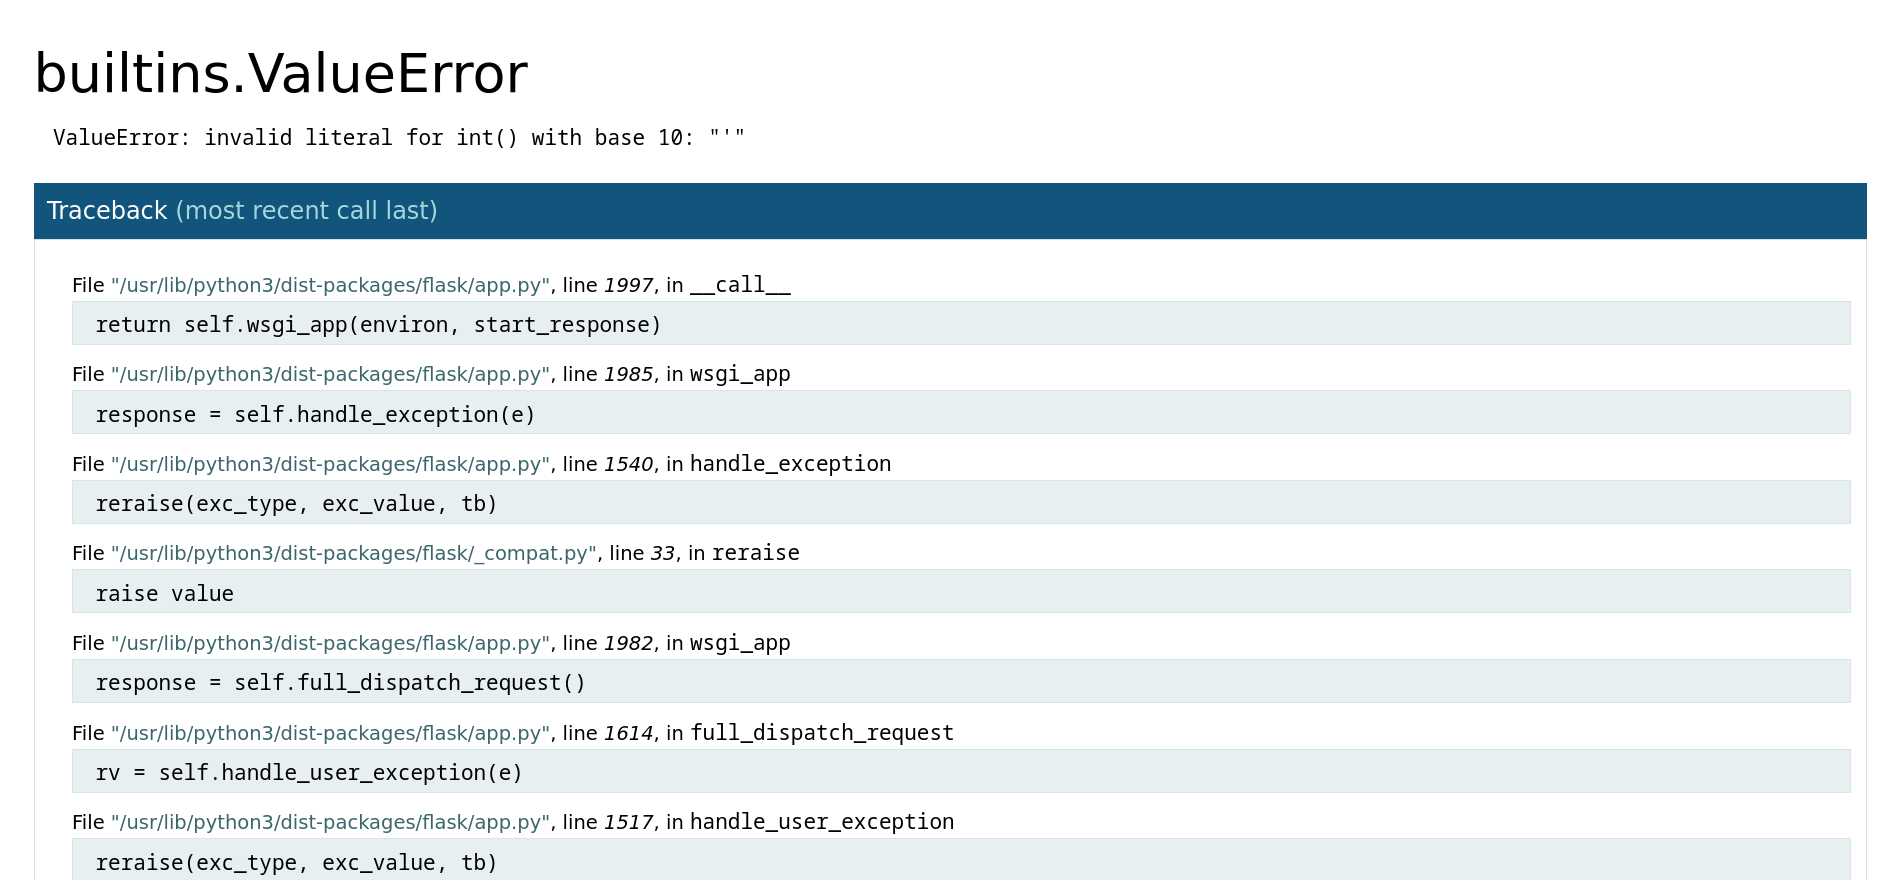 builtins.ValueError
ValueError: invalid literal for int() with base 10: "'"
Traceback (most recent call last)
File "/usr/lib/python3/dist-packages/flask/app.py", line 1997, in __call__
return self.wsgi_app(environ, start_response)
File "/usr/lib/python3/dist-packages/flask/app.py", line 1985, in wsgi_app
response = self.handle_exception(e)
File "/usr/lib/python3/dist-packages/flask/app.py", line 1540, in handle_exception
reraise(exc_type, exc_value, tb)
File "/usr/lib/python3/dist-packages/flask/_compat.py", line 33, in reraise
raise value
File "/usr/lib/python3/dist-packages/flask/app.py", line 1982, in wsgi_app
response = self.full_dispatch_request()
File "/usr/lib/python3/dist-packages/flask/app.py", line 1614, in full_dispatch_request
rv = self.handle_user_exception(e)
File "/usr/lib/python3/dist-packages/flask/app.py", line 1517, in handle_user_exception
reraise(exc_type, exc_value, tb)